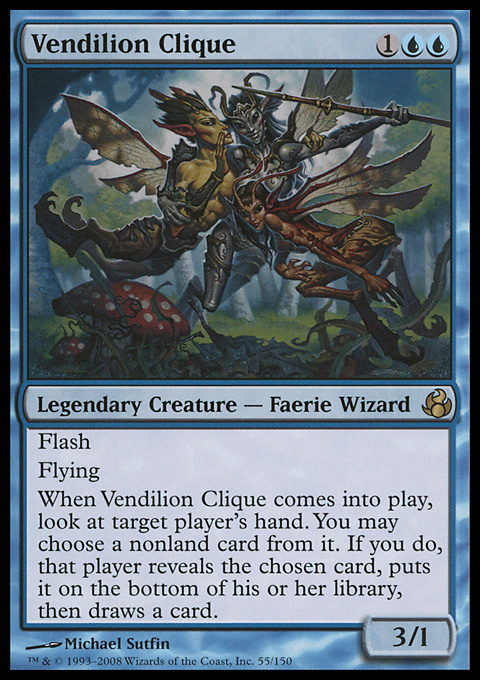 Vendilion Clique 1
Legendary Creature — Faerie Wizard
Flash
Flying
When Vendilion Clique comes into play,
look at target player's hand. You may
choose a nonland card from it. If you do,
that player reveals the chosen card, puts
it on the bottom of his or her library,
then draws a card.
Michael Sutfin
3/1
™ & © 1993–2008 Wizards of the Coast, Inc. 55/150